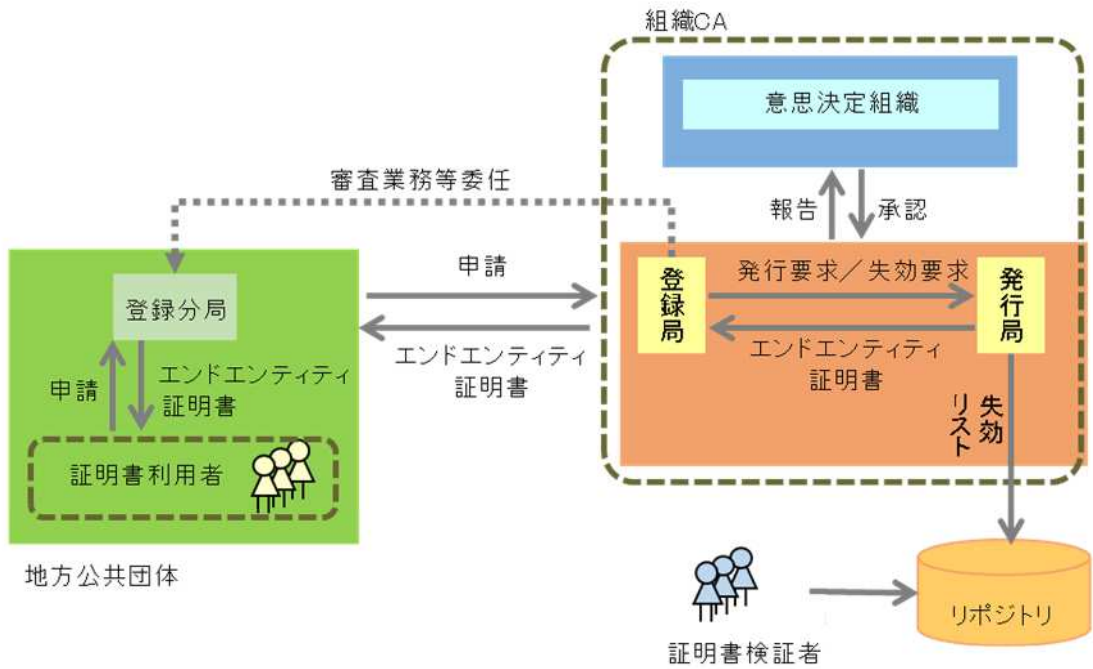 組織CA
意思決定組織
審査業務等委任
報告
承認
申請
登録局
発行要求／失効要求
発行局
登録分局
エンドエンティティ
証明書
エンドエンティティ
証明書
申請
エンドエンティティ
証明書
失効
リスト
証明書利用者
地方公共団体
リポジトリ
証明書検証者